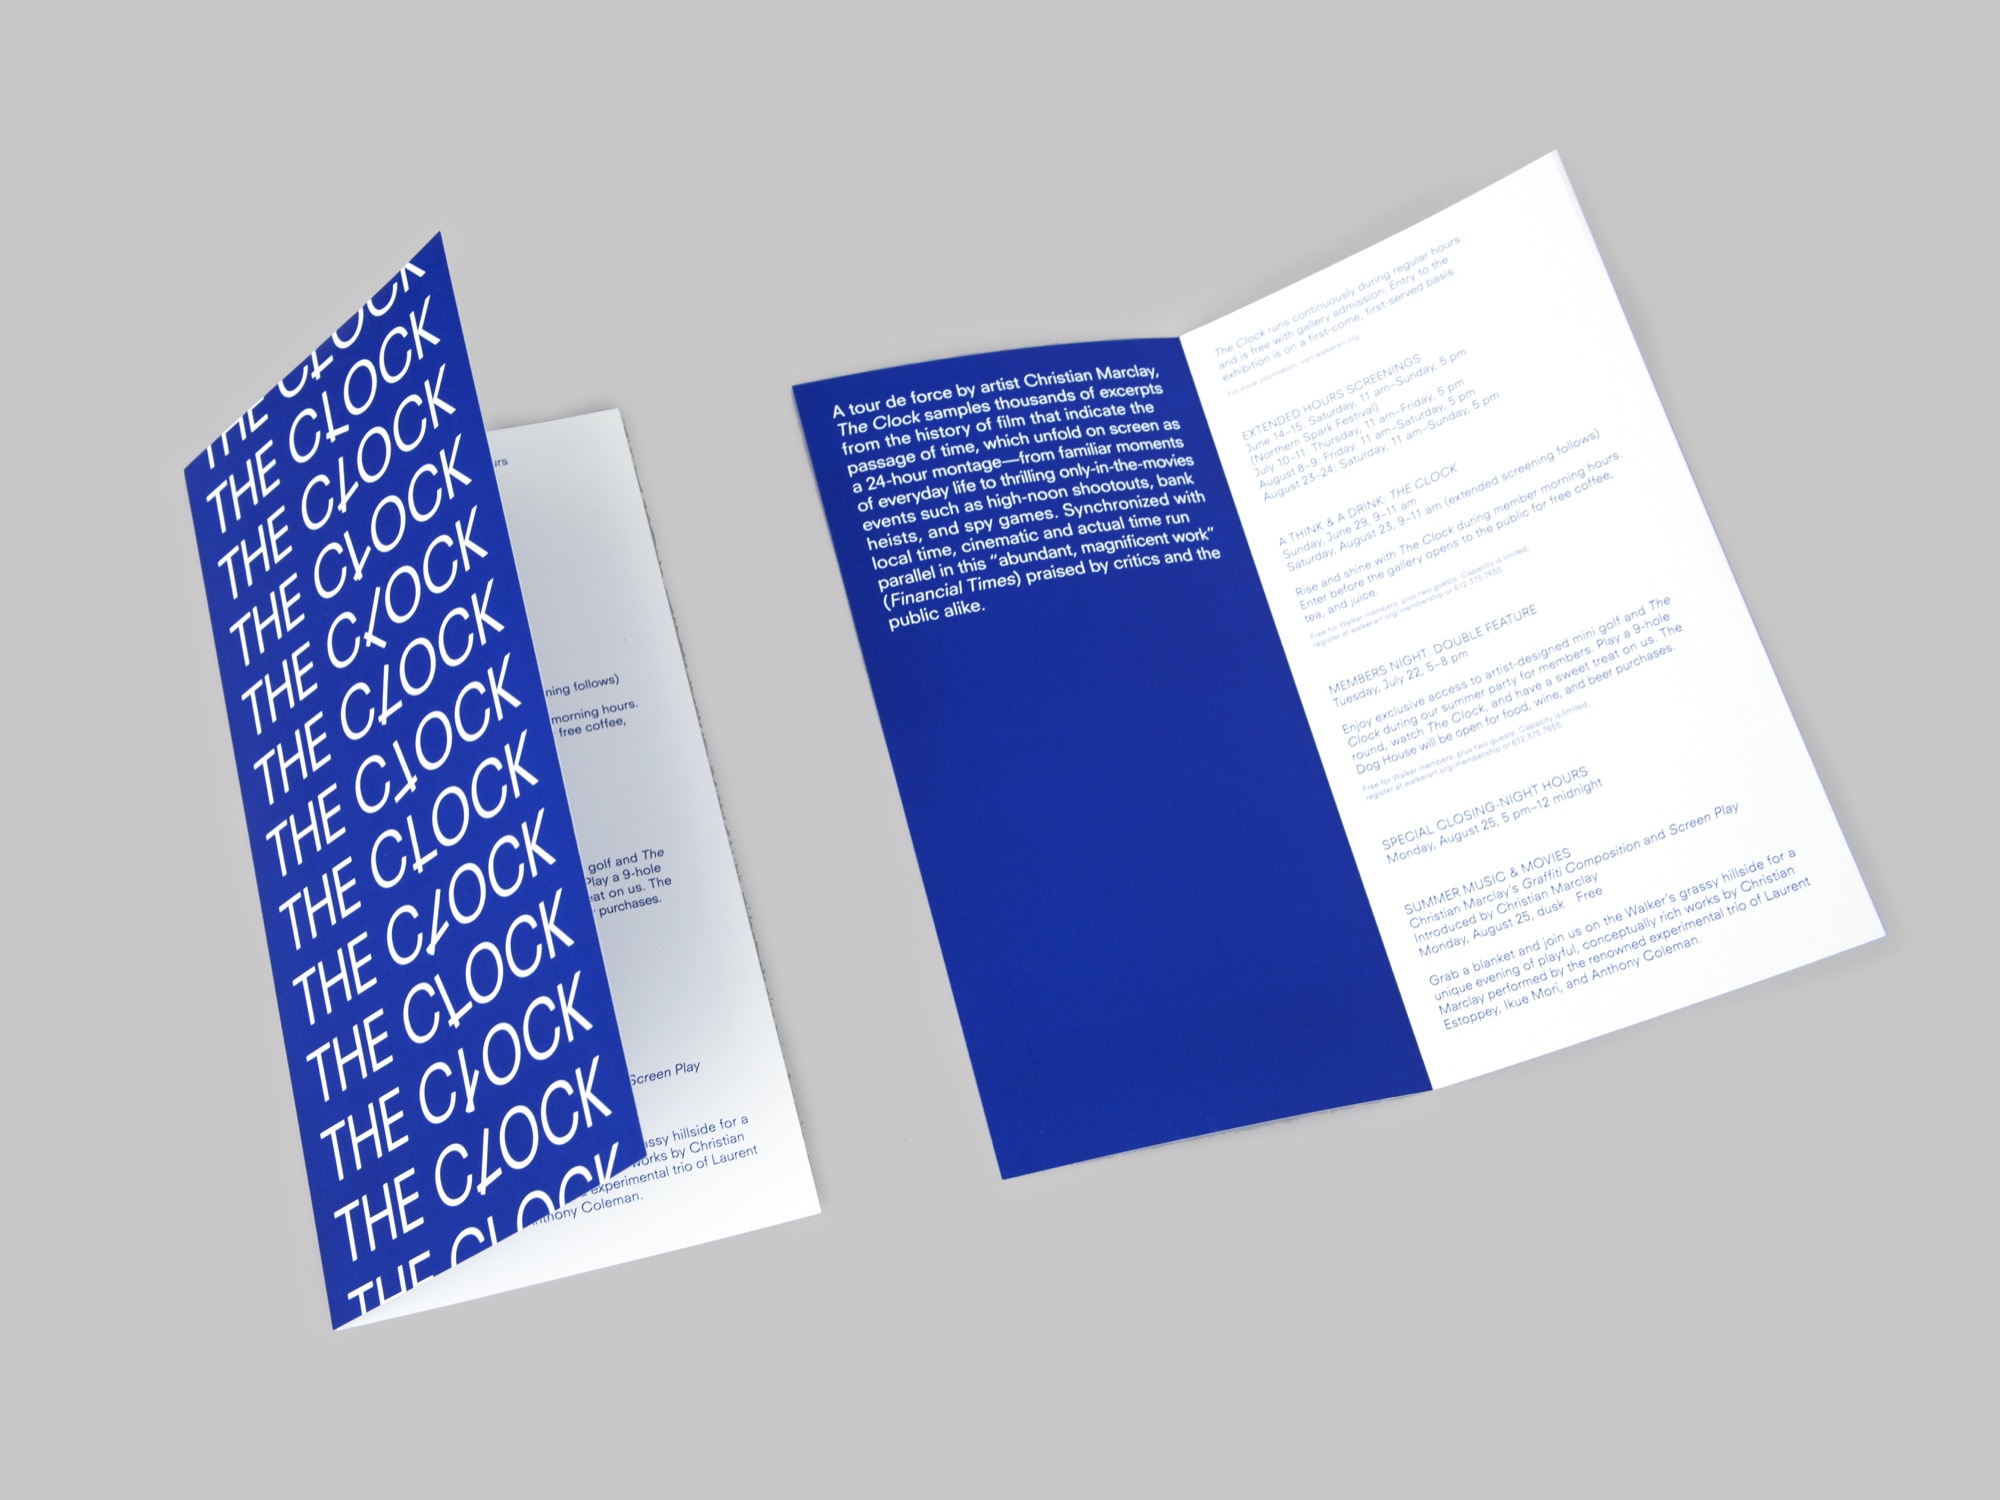 THE CLOCK
THE CLOCK
THE CLOCK
THE CLOCK
THE CLOCK
THE CLOCK
THE CLOCK
THE CLOCK
THE CLOCK
THE CLOCK
THE CLOCK
THE CLOCK
THE CLOCK
THE CLOCK
urs
ning follows)
morning hours.
free coffee,
golf and The
Play a 9-hole
eat on us. The
purchases.
Screen Play
assy hillside for a
works by Christian
experimental trio of Laurent
nthony Coleman.
A tour de force by artist Christian Marclay,
The Clock samples thousands of excerpts
from the history of film that indicate the
passage of time, which unfold on screen as
a 24-hour montage—from familiar moments
of everyday life to thrilling only-in-the-movies
events such as high-noon shootouts, bank
heists, and spy games. Synchronized with
local time, cinematic and actual time run
parallel in this “abundant, magnificent work”
(Financial Times) praised by critics and the
public alike.
The Clock runs continuously during regular hours
and is free with gallery admission. Entry to the
exhibition is on a first-come, first-served basis.
For more information, visit walkerart.org.
EXTENDED HOURS SCREENINGS
June 14–15: Saturday, 11 am–Sunday, 5 pm
(Northern Spark Festival)
July 10–11: Thursday, 11 am–Friday, 5 pm
August 8–9: Friday, 11 am–Saturday, 5 pm
August 23–24: Saturday, 11 am–Sunday, 5 pm
A THINK & A DRINK: THE CLOCK
Sunday, June 29, 9–11 am
Saturday, August 23, 9–11 am (extended screening follows)
Rise and shine with The Clock during member morning hours.
Enter before the gallery opens to the public for free coffee,
tea, and juice.
Free for Walker members, plus two guests. Capacity is limited;
register at walkerart.org/membership or 612.375.7655.
MEMBERS NIGHT: DOUBLE FEATURE
Tuesday, July 22, 5–8 pm
Enjoy exclusive access to artist-designed mini golf and The
Clock during our summer party for members. Play a 9-hole
round, watch The Clock, and have a sweet treat on us. The
Dog House will be open for food, wine, and beer purchases.
Free for Walker members, plus two guests. Capacity is limited;
register at walkerart.org/membership or 612.375.7655.
SPECIAL CLOSING-NIGHT HOURS
Monday, August 25, 5 pm–12 midnight
SUMMER MUSIC & MOVIES
Christian Marclay’s Graffiti Composition and Screen Play
Introduced by Christian Marclay
Monday, August 25, dusk Free
Grab a blanket and join us on the Walker’s grassy hillside for a
unique evening of playful, conceptually rich works by Christian
Marclay performed by the renowned experimental trio of Laurent
Estoppey, Ikue Mori, and Anthony Coleman.